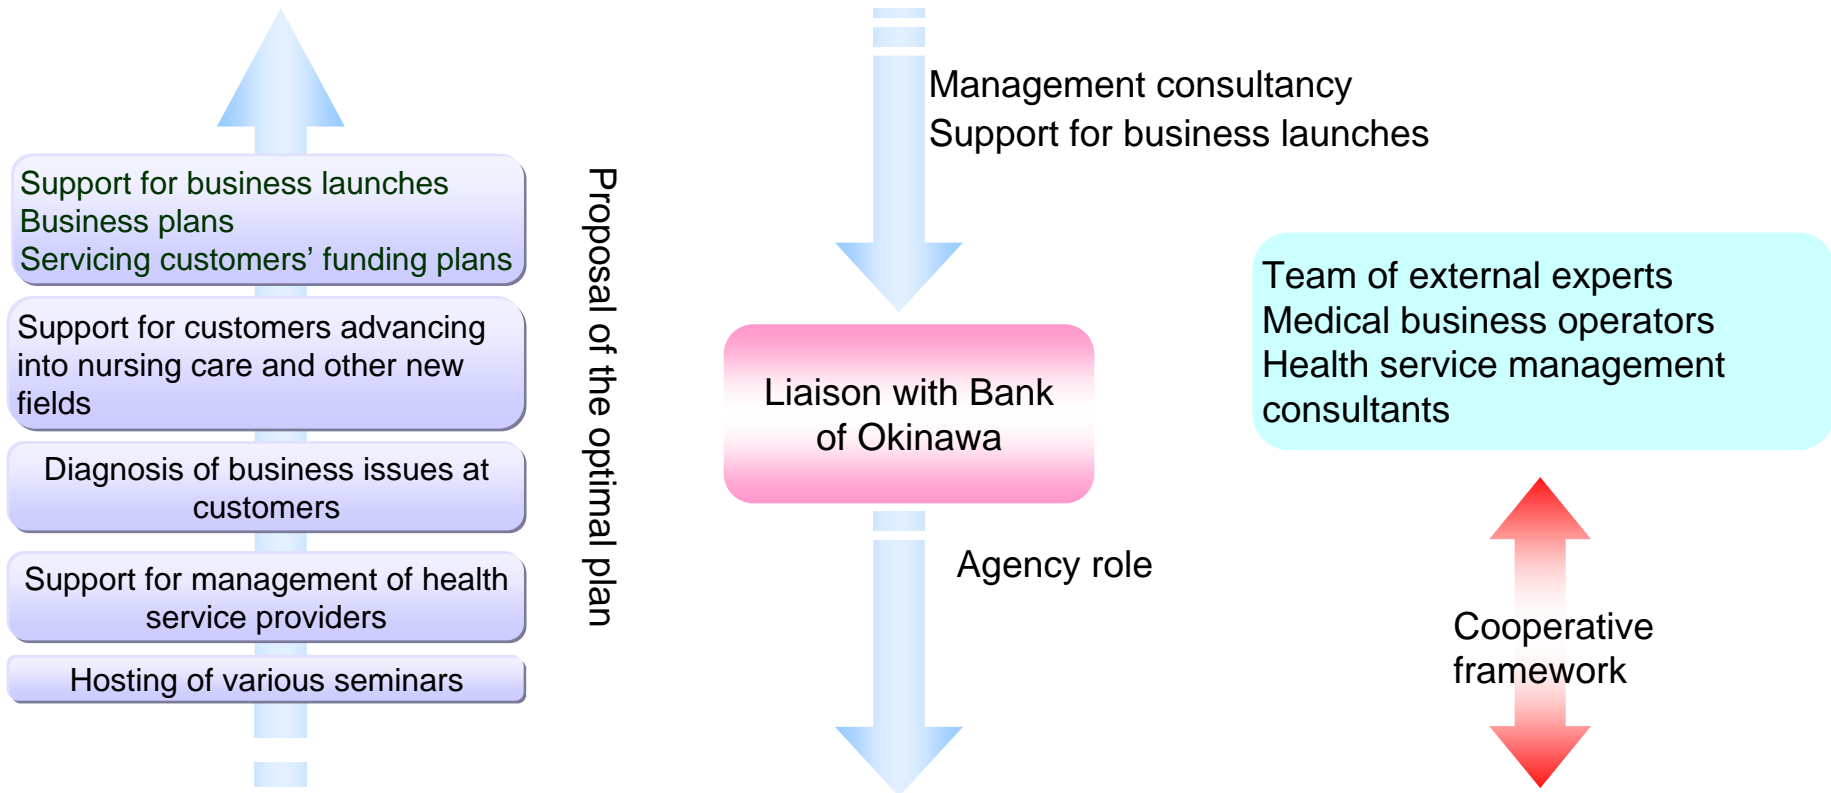 Support for business launches
Business plans
Servicing customers’ funding plans
Support for customers advancing
into nursing care and other new
fields
Diagnosis of business issues at
customers
Support for management of health
service providers
Hosting of various seminars
Proposal of the optimal plan
Management consultancy
Support for business launches
Liaison with Bank
of Okinawa
Agency role
Team of external experts
Medical business operators
Health service management
consultants
Cooperative
framework